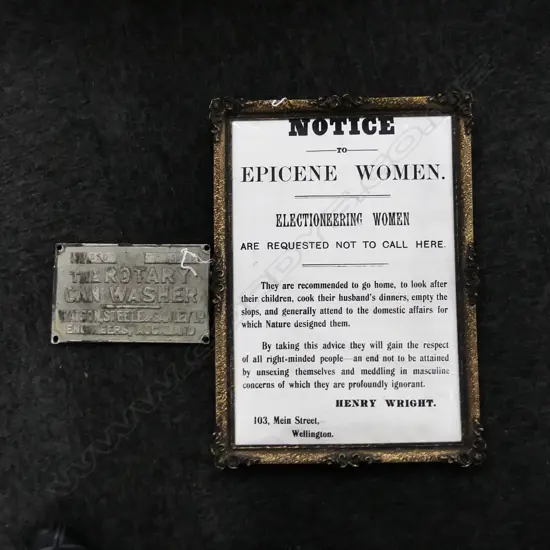 THE ROTARY
CAN WASHER
ENGINEERS, AUCKLAND
NOTICE
TO
EPICENE WOMEN.
ELECTIONEERING WOMEN
ARE REQUESTED NOT TO CALL HERE.
They are recommended to go home, to look after
their children, cook their husband's dinners, empty the
slops, and generally attend to the domestic affairs for
which Nature designed them.
By taking this advice they will gain the respect
of all right-minded people—an end not to be attained
by unsexing themselves and meddling in masculine
concerns of which they are profoundly ignorant.
HENRY WRIGHT.
103, Mein Street,
Wellington.